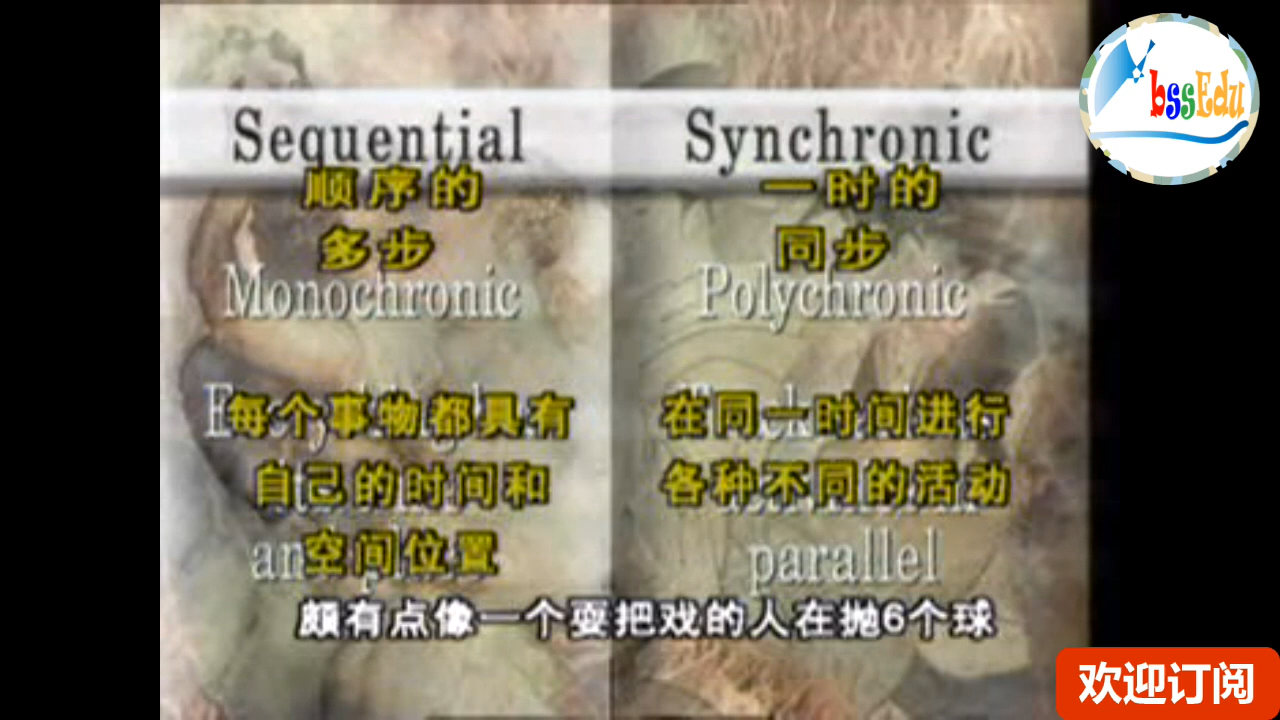 bssEdu
Sequential
顺序的
多步
Monochronic
每个事物都具有
自己的时间和
空间位置
Synchronic
一时的
同步
Polychronic
在同一时间进行
各种不同的活动
parallel
颇有点像一个耍把戏的人在抛6个球
欢迎订阅